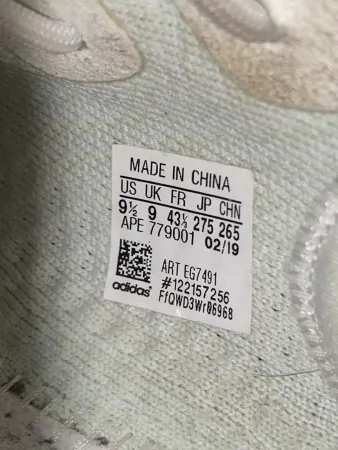 MADE IN CHINA
US UK FR JP CHN
9½ 9 43⅓ 275 265
APE 779001 02/19
ART EG7491
#122157256
adidas FfQWD3Wr06968